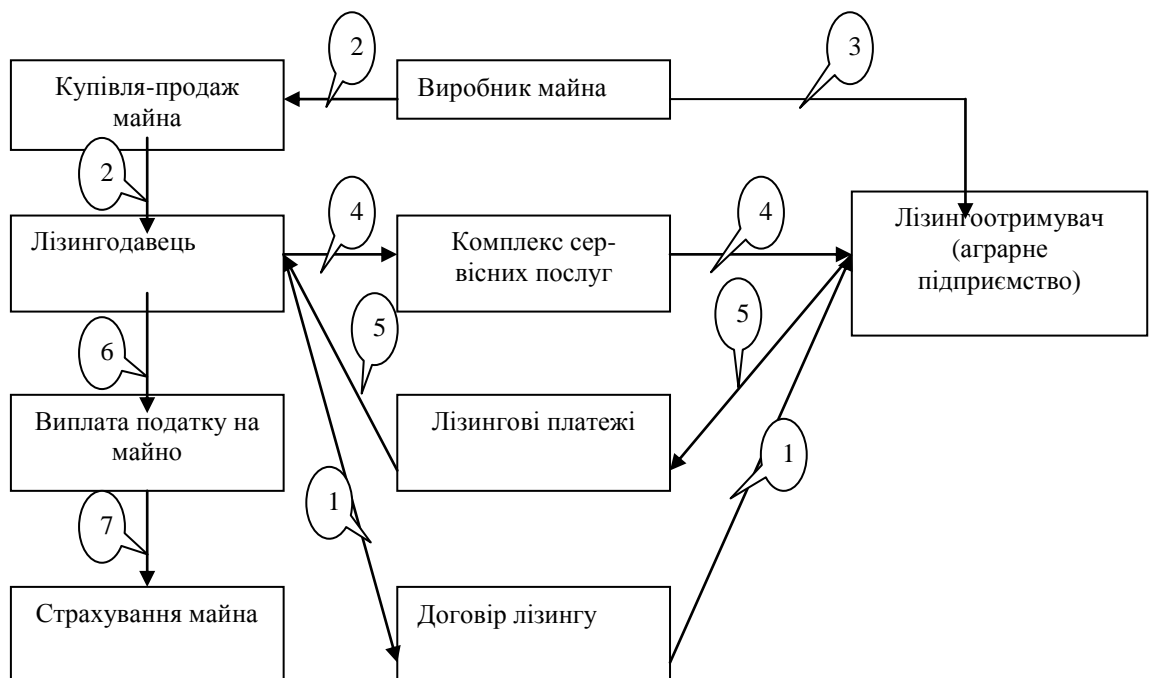 2
3
Купівля-продаж
майна
Виробник майна
2
4
4
Лізингодавець
Комплекс сер-
вісних послуг
Лізингоотримувач
(аграрне
підприємство)
5
5
6
Виплата податку на
майно
Лізингові платежі
1
1
7
Страхування майна
Договір лізингу